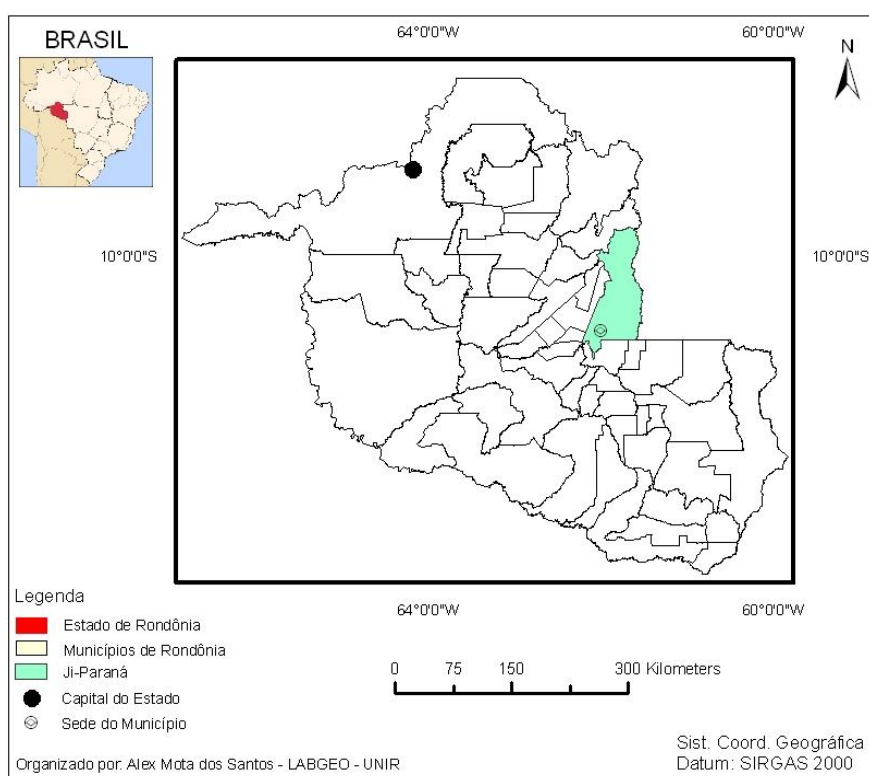 BRASIL
64°0'0"W 60°0'0"W
N
10°0'0"S 10°0'0"S
64°0'0"W 60°0'0"W
Legenda
Estado de Rondônia
Municípios de Rondônia
Ji-Paraná
Capital do Estado
Sede do Município
0 75 150 300 Kilometers
Sist. Coord. Geográfica
Datum: SIRGAS 2000
Organizado por: Alex Mota dos Santos - LABGEO - UNIR